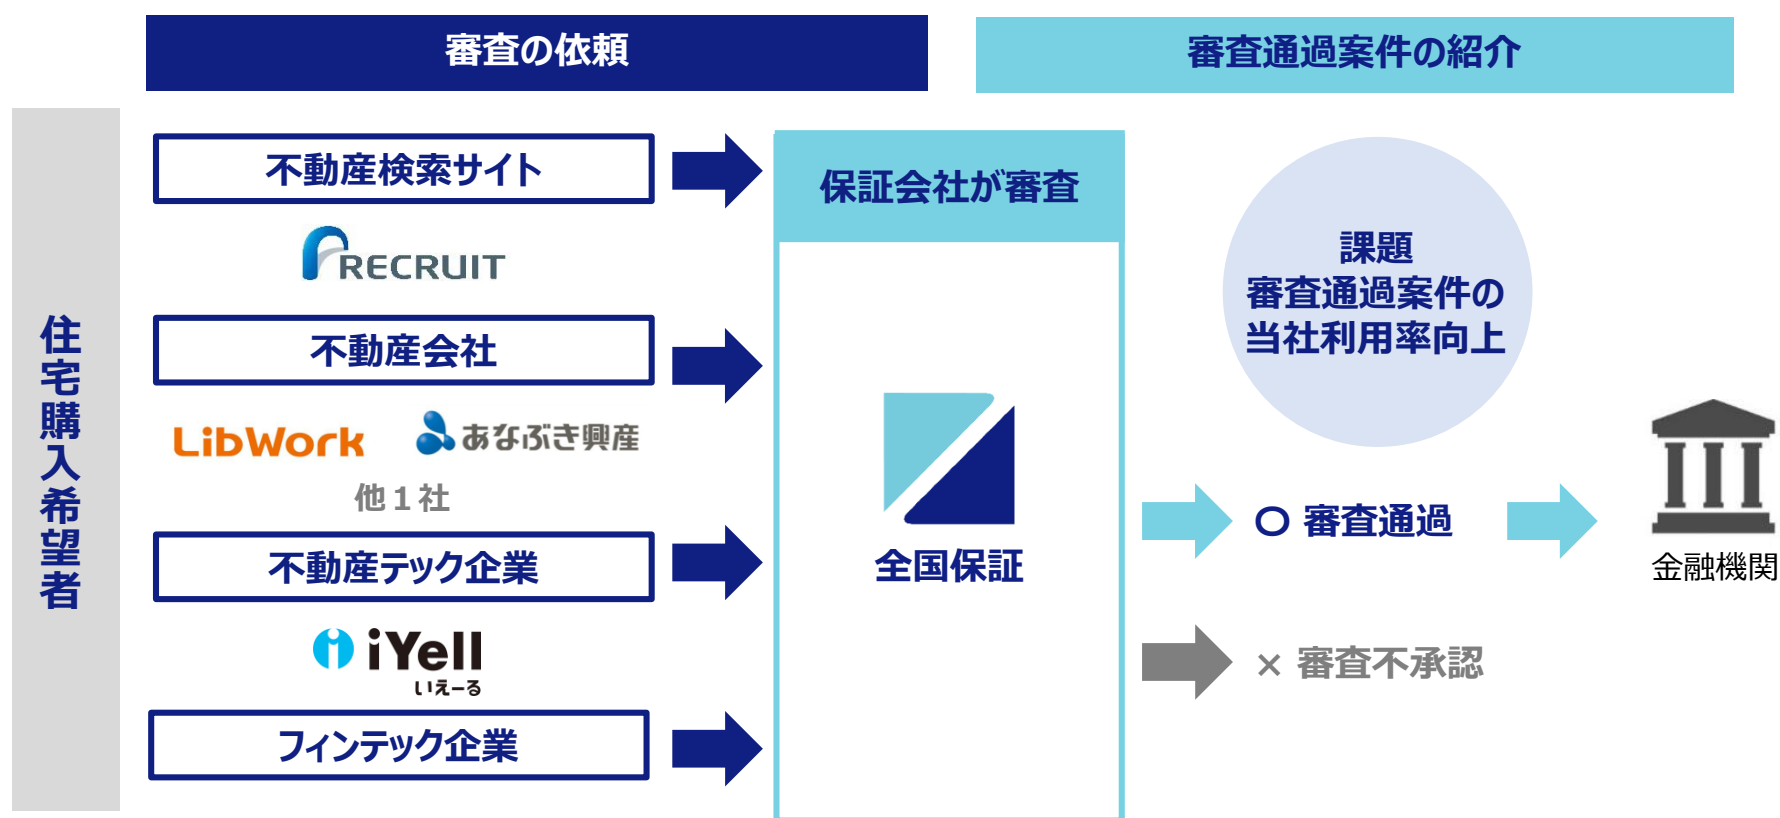 審査の依頼
審査通過案件の紹介
住宅購入希望者
不動産検索サイト
RECRUIT
不動産会社
LibWork
あなぶき興産
他１社
不動産テック企業
iYell
いえーる
フィンテック企業
保証会社が審査
全国保証
課題
審査通過案件の
当社利用率向上
〇 審査通過
× 審査不承認
金融機関